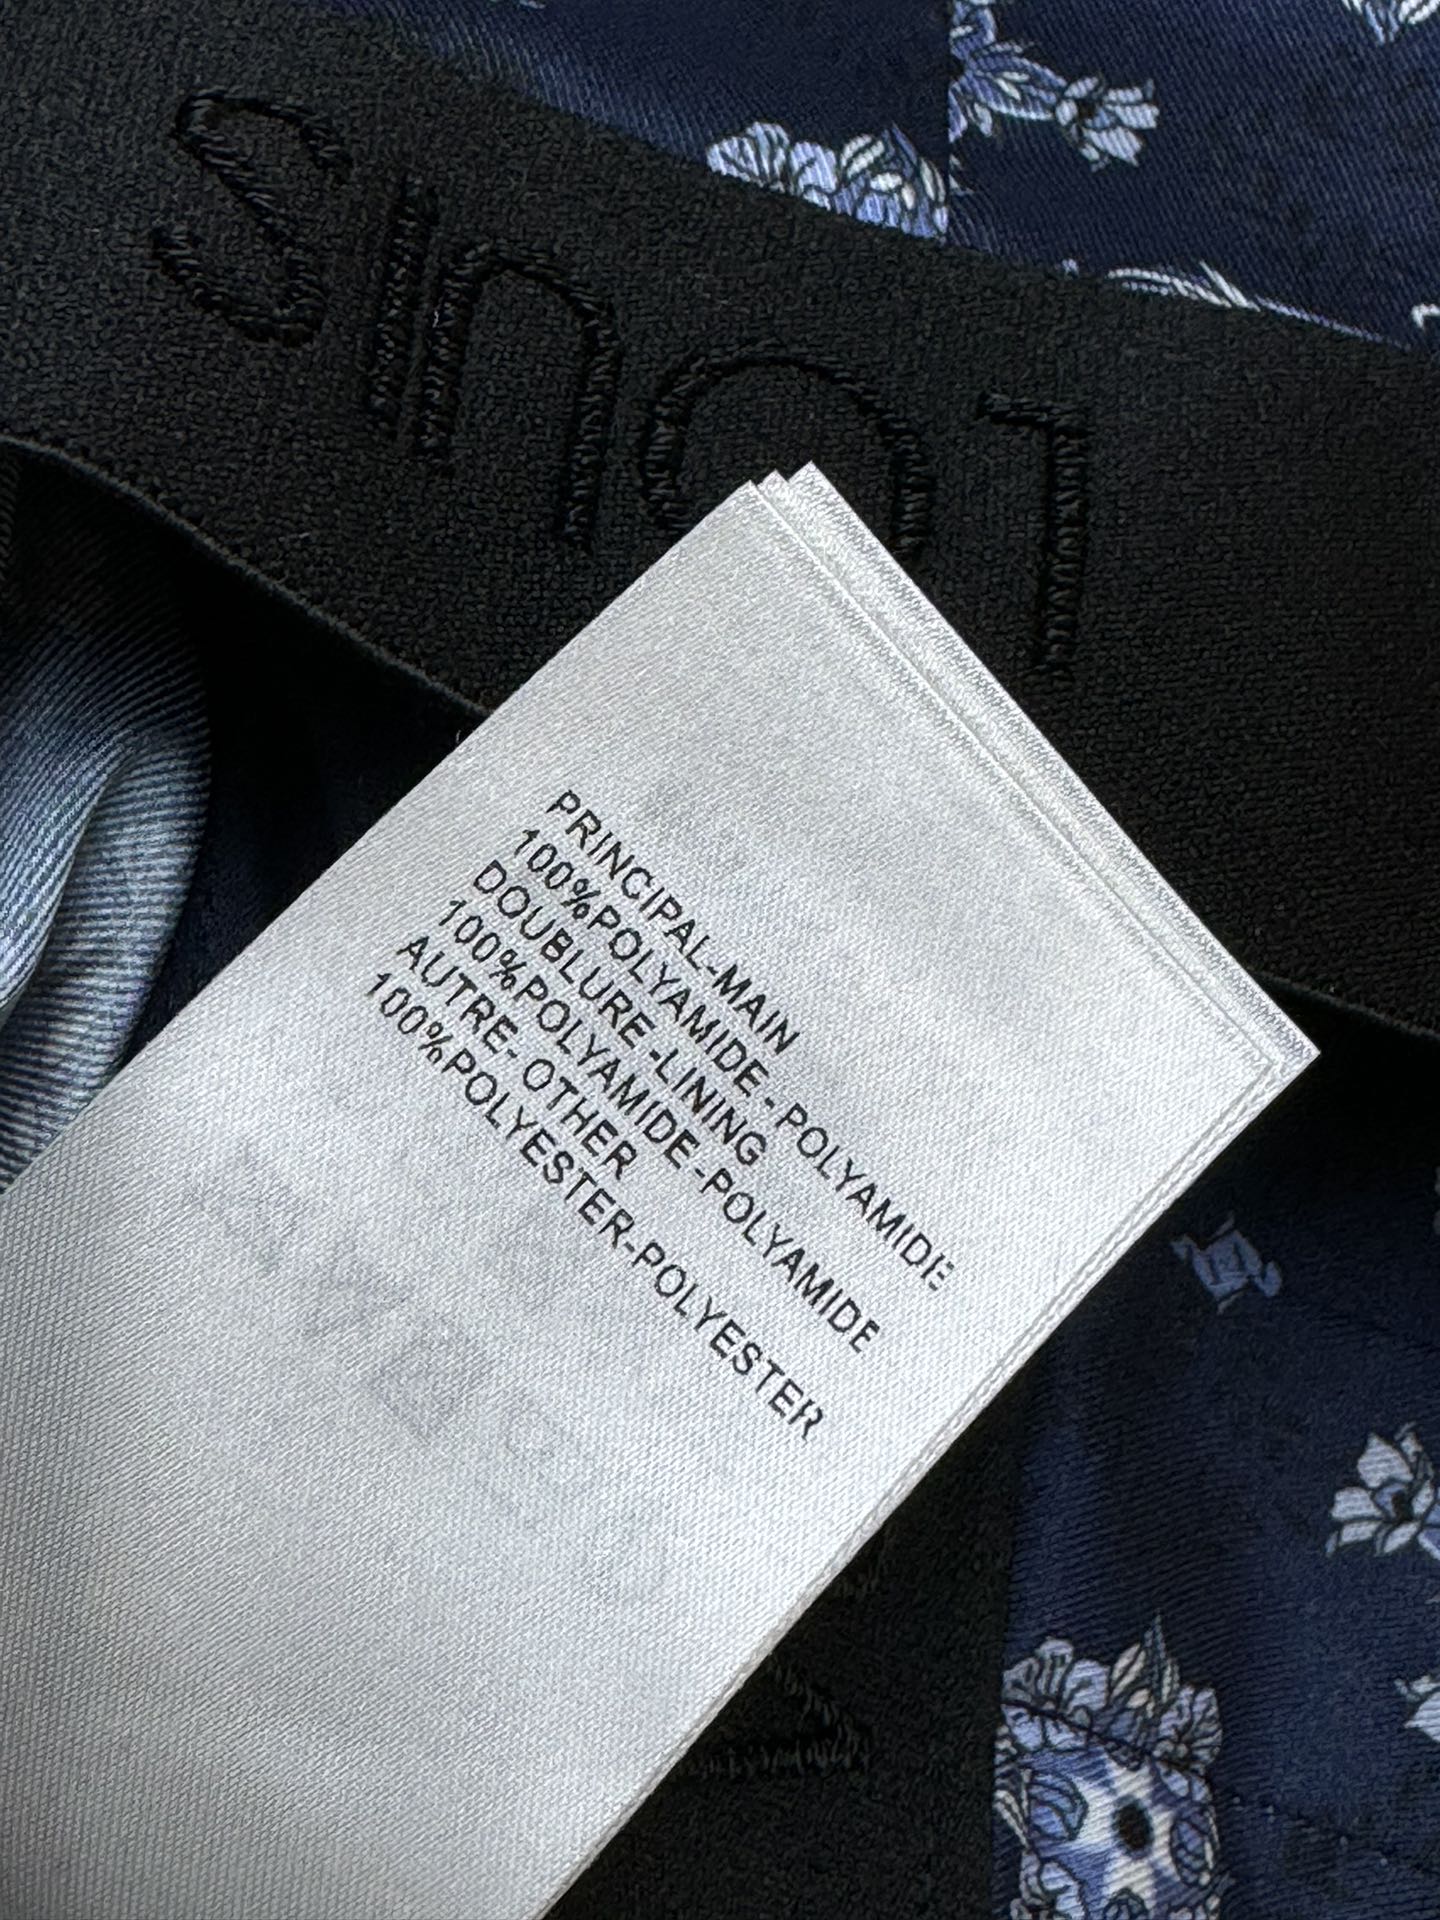 LOUIS
PRINCIPAL-MAIN
100%POLYAMIDE-POLYAMIDE
DOUBLURE-LINING
100%POLYAMIDE-POLYAMIDE
AUTRE- OTHER
100%POLYESTER-POLYESTER